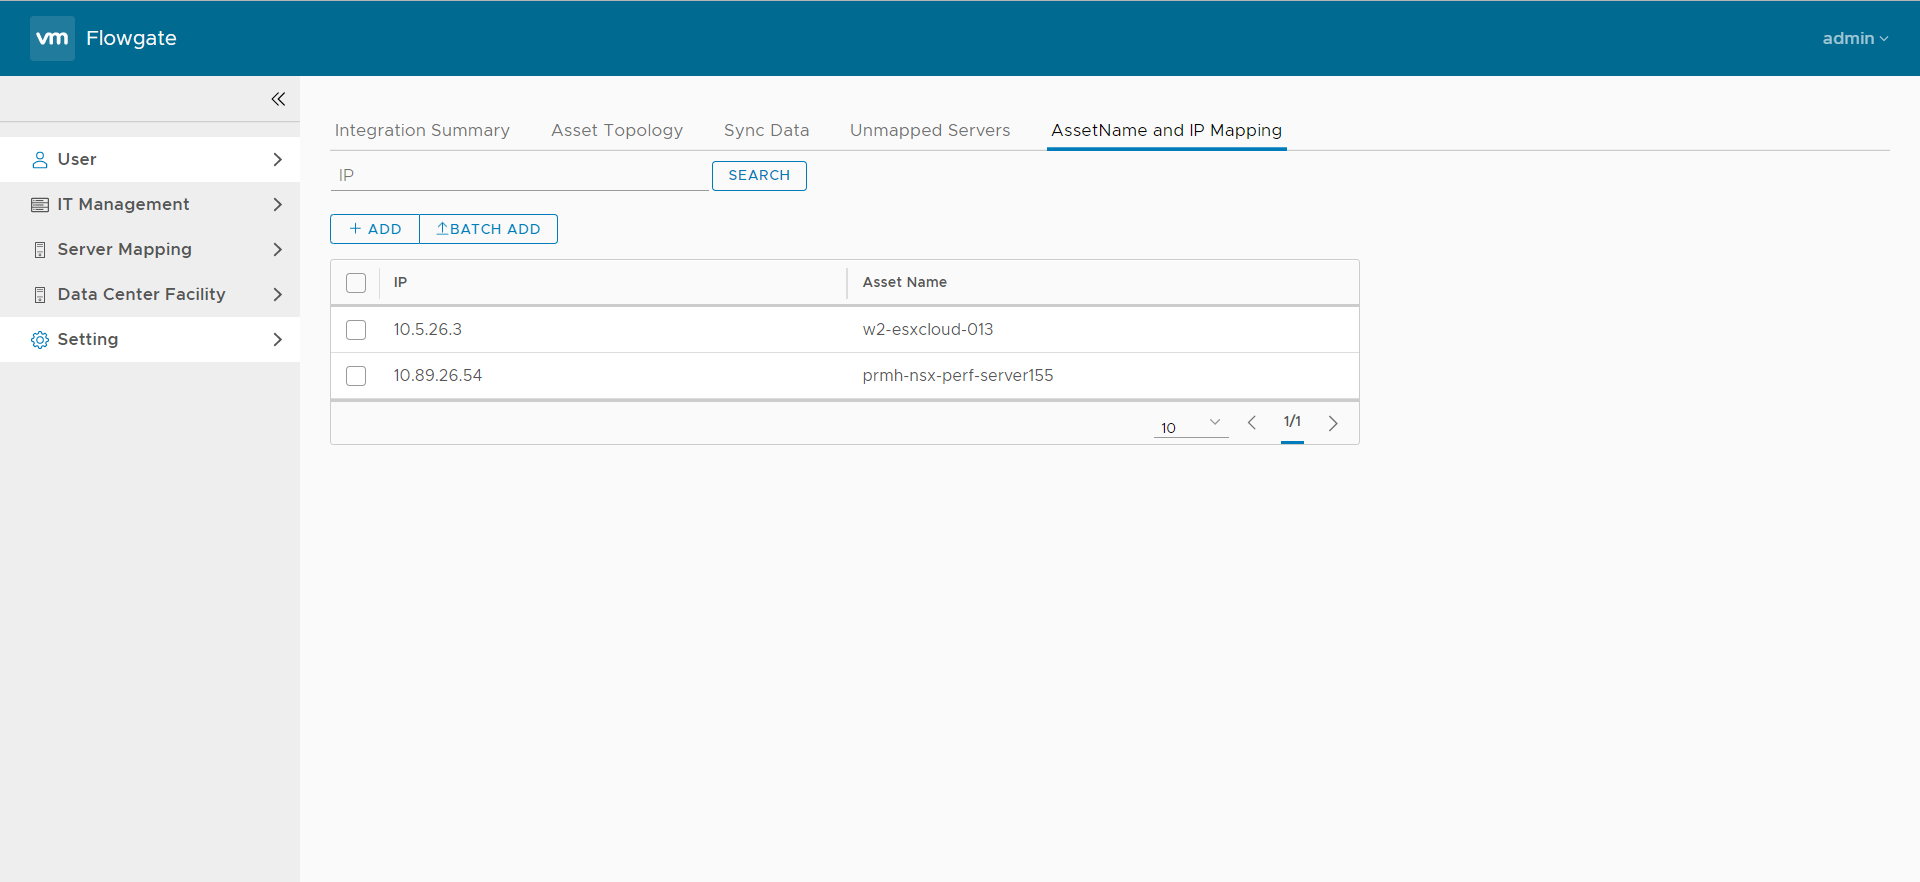 vm Flowgate
admin
Integration Summary Asset Topology Sync Data Unmapped Servers AssetName and IP Mapping
User
IT Management
Server Mapping
Data Center Facility
Setting
IP SEARCH
+ ADD BATCH ADD
IP Asset Name
10.5.26.3 w2-esxcloud-013
10.89.26.54 prmh-nsx-perf-server155
10 1/1